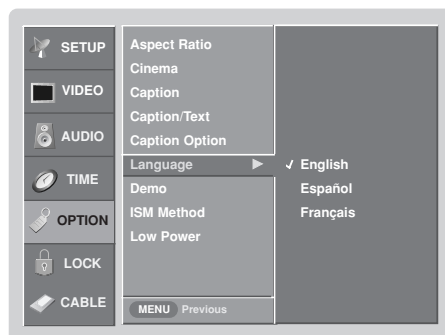 SETUP
VIDEO
AUDIO
TIME
OPTION
LOCK
CABLE
Aspect Ratio
Cinema
Caption
Caption/Text
Caption Option
Language ►
Demo
ISM Method
Low Power
MENU Previous
✓ English
Español
Français